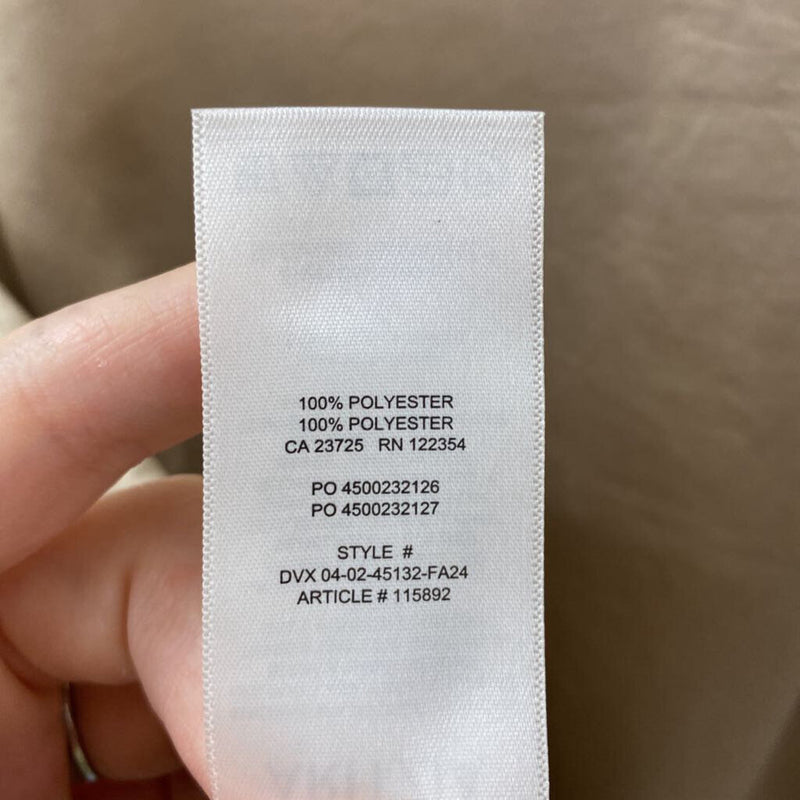 100% POLYESTER
100% POLYESTER
CA 23725 RN 122354
PO 4500232126
PO 4500232127
STYLE #
DVX 04-02-45132-FA24
ARTICLE # 115892